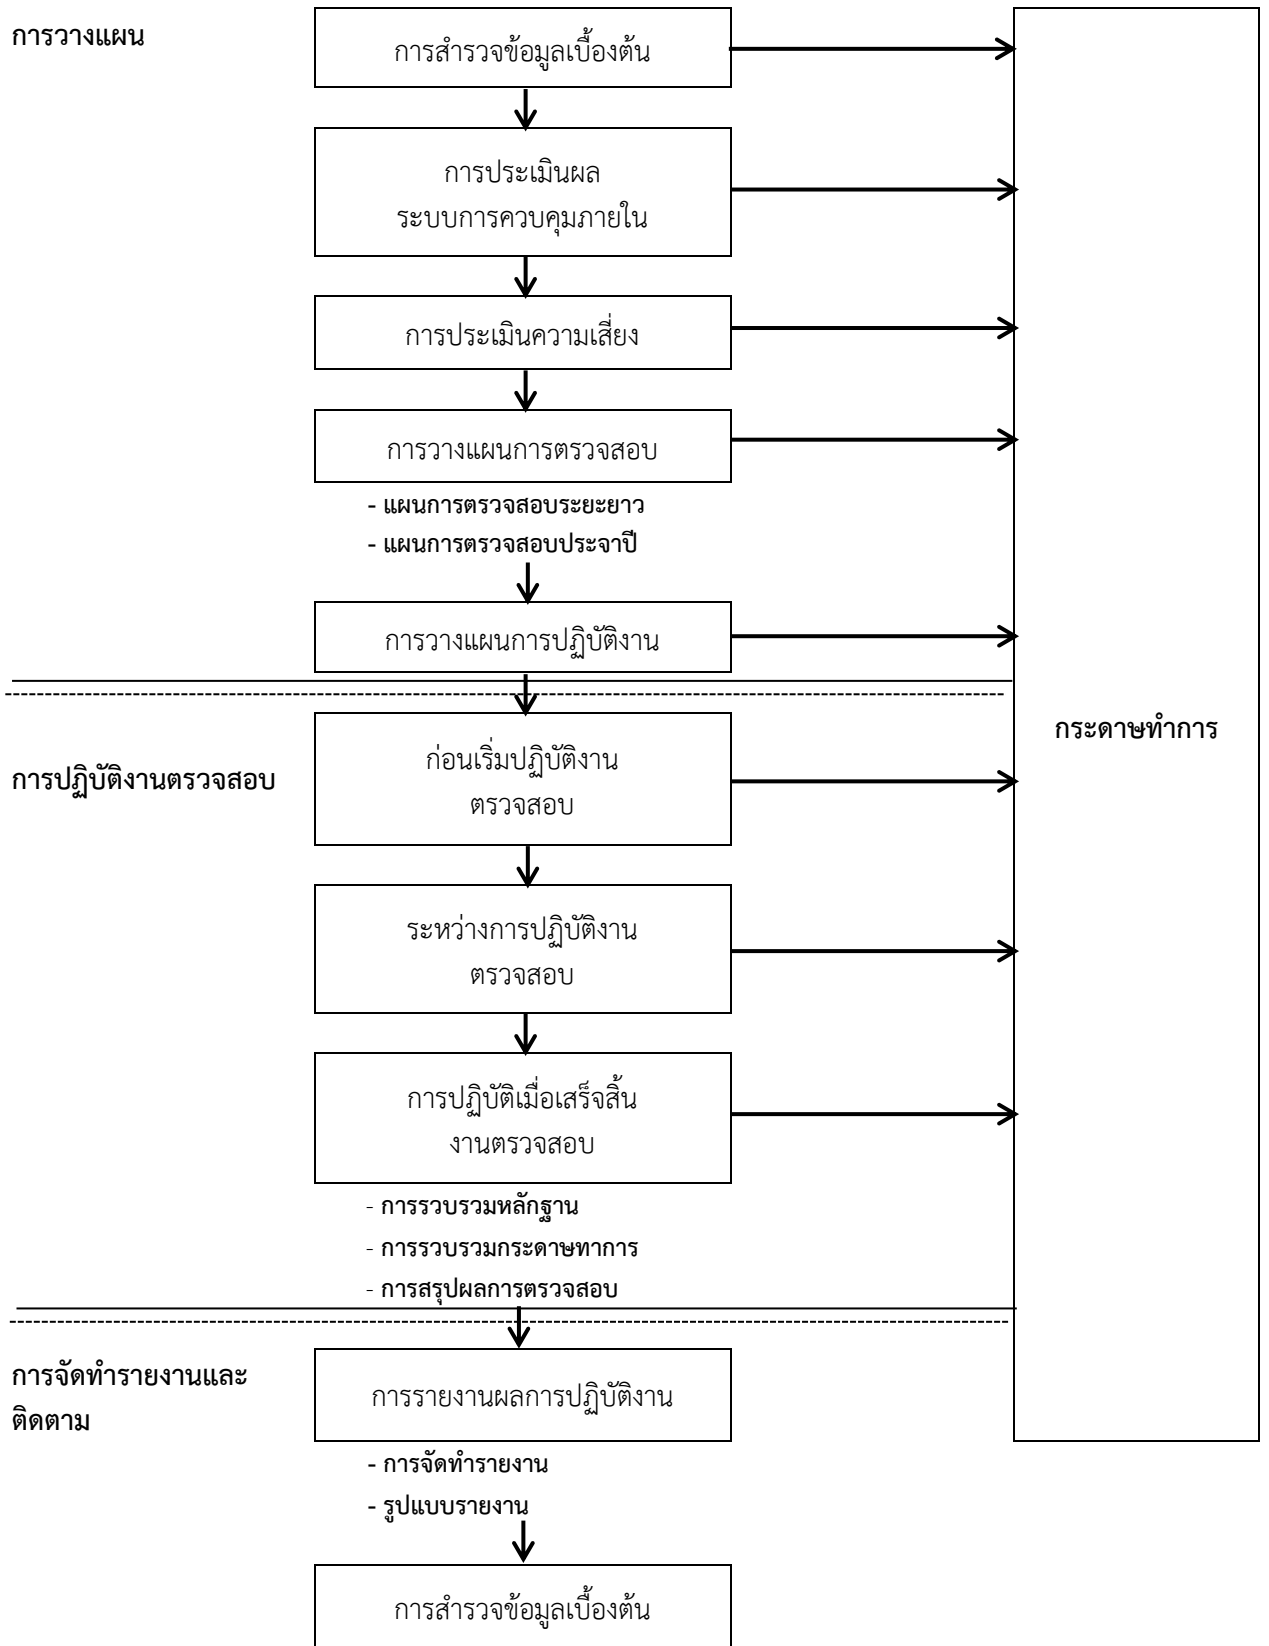 การวางแผน
การสำรวจข้อมูลเบื้องต้น
การประเมินผล
ระบบการควบคุมภายใน
การประเมินความเสี่ยง
การวางแผนการตรวจสอบ
- แผนการตรวจสอบระยะยาว
- แผนการตรวจสอบประจาปี
การวางแผนการปฏิบัติงาน
กระดาษทำการ
การปฏิบัติงานตรวจสอบ
ก่อนเริ่มปฏิบัติงาน
ตรวจสอบ
ระหว่างการปฏิบัติงาน
ตรวจสอบ
การปฏิบัติเมื่อเสร็จสิ้น
งานตรวจสอบ
- การรวบรวมหลักฐาน
- การรวบรวมกระดาษทาการ
- การสรุปผลการตรวจสอบ
การจัดทำรายงานและ
ติดตาม
การรายงานผลการปฏิบัติงาน
- การจัดทำรายงาน
- รูปแบบรายงาน
การสำรวจข้อมูลเบื้องต้น